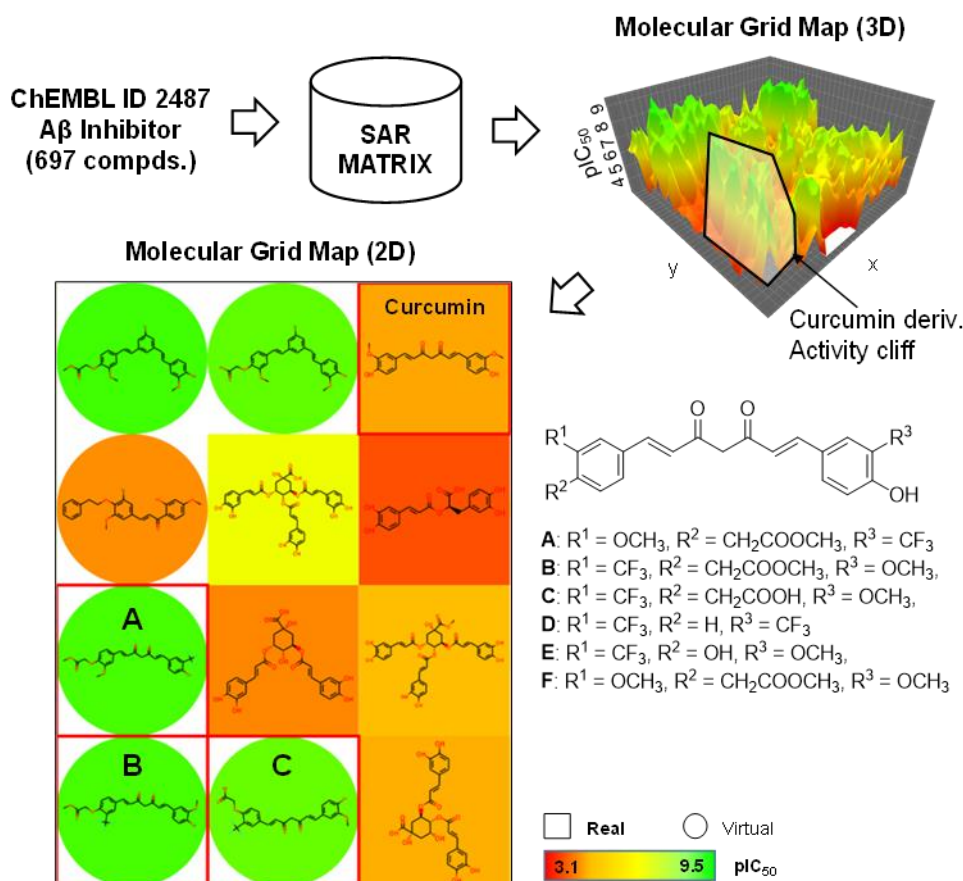 Molecular Grid Map (3D)
ChEMBL ID 2487
Aβ Inhibitor
(697 compds.)
SAR
MATRIX
pIC50
4 5 6 7 8 9
y
x
Curcumin deriv.
Activity cliff
Molecular Grid Map (2D)
Curcumin
A
B
C
R1
O
O
R3
R2
OH
A: R1 = OCH3, R2 = CH2COOCH3, R3 = CF3
B: R1 = CF3, R2 = CH2COOCH3, R3 = OCH3,
C: R1 = CF3, R2 = CH2COOH, R3 = OCH3,
D: R1 = CF3, R2 = H, R3 = CF3
E: R1 = CF3, R2 = OH, R3 = OCH3,
F: R1 = OCH3, R2 = CH2COOCH3, R3 = OCH3
Real
Virtual
3.1
9.5
pIC50